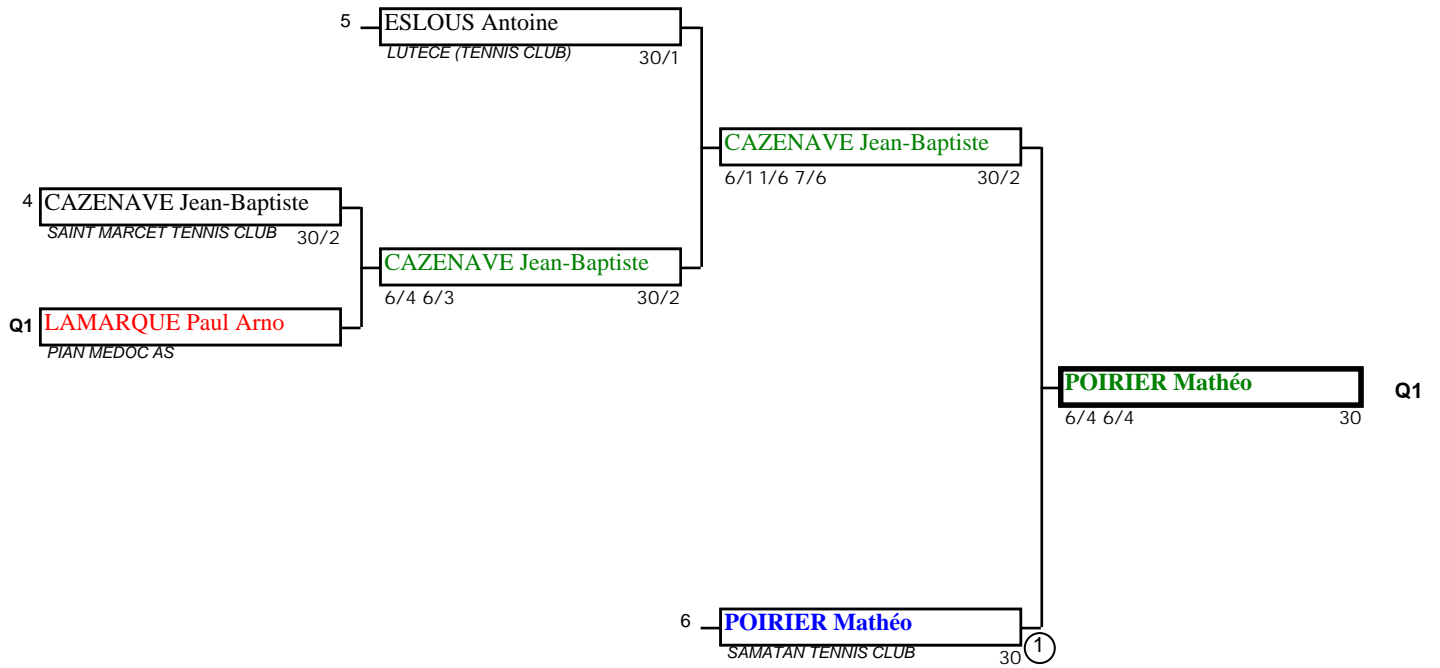 5 ESLOUS Antoine
LUTECE (TENNIS CLUB) 30/1
CAZENAVE Jean-Baptiste
6/1 1/6 7/6 30/2
4 CAZENAVE Jean-Baptiste
SAINT MARCET TENNIS CLUB 30/2
CAZENAVE Jean-Baptiste
6/4 6/3 30/2
Q1 LAMARQUE Paul Arno
PIAN MEDOC AS
POIRIER Mathéo Q1
6/4 6/4 30
6 POIRIER Mathéo
SAMATAN TENNIS CLUB 30 1